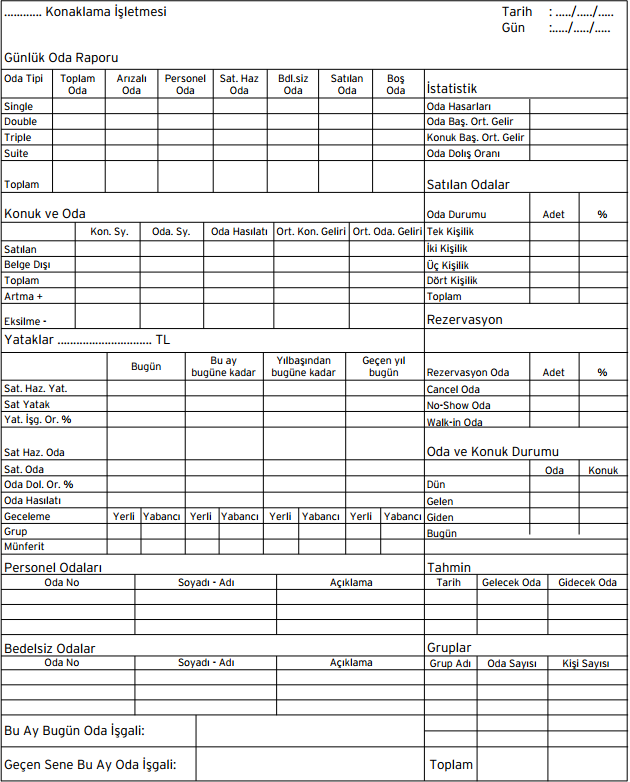 ............ Konaklama İşletmesi
Tarih : ...../...../.....
Gün :...../...../.....
Günlük Oda Raporu
Oda Tipi Toplam Oda Arızalı Oda Personel Oda Sat. Haz Oda Bdl.siz Oda Satılan Oda Boş Oda
Single
Double
Triple
Suite
Toplam
İstatistik
Oda Hasarları
Oda Baş. Ort. Gelir
Konuk Baş. Ort. Gelir
Oda Doluş Oranı
Satılan Odalar
Oda Durumu Adet %
Tek Kişilik
İki Kişilik
Üç Kişilik
Dört Kişilik
Toplam
Konuk ve Oda
Kon. Sy. Oda. Sy. Oda Hasılatı Ort. Kon. Geliri Ort. Oda. Geliri
Satılan
Belge Dışı
Toplam
Artma +
Eksilme -
Rezervasyon
Rezervasyon Oda Adet %
Cancel Oda
No-Show Oda
Walk-in Oda
Yataklar .............................. TL
Bugün Bu ay bugüne kadar Yılbaşından bugüne kadar Geçen yıl bugün
Sat. Haz. Yat.
Sat Yatak
Yat. İşg. Or. %
Sat Haz. Oda
Sat. Oda
Oda Dol. Or. %
Oda Hasılatı
Geceleme Yerli Yabancı Yerli Yabancı Yerli Yabancı Yerli Yabancı
Grup
Münferit
Oda ve Konuk Durumu
Oda Konuk
Dün
Gelen
Giden
Bugün
Personel Odaları
Oda No Soyadı - Adı Açıklama
Tahmin
Tarih Gelecek Oda Gidecek Oda
Bedelsiz Odalar
Oda No Soyadı - Adı Açıklama
Gruplar
Grup Adı Oda Sayısı Kişi Sayısı
Bu Ay Bugün Oda İşgali:
Geçen Sene Bu Ay Oda İşgali:
Toplam